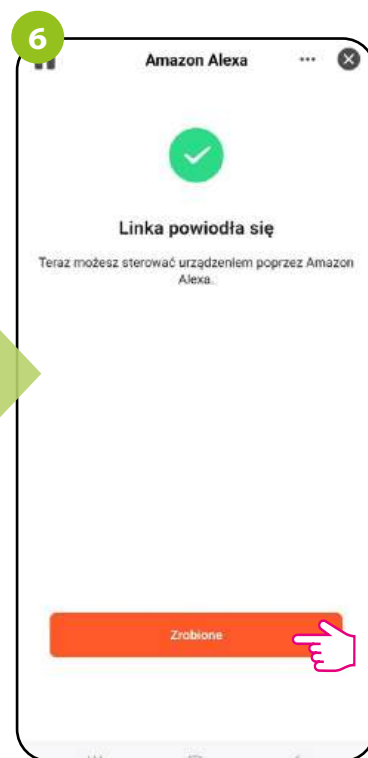 6
Amazon Alexa
Linka powiodła się
Teraz możesz sterować urządzeniem poprzez Amazon
Alexa.
Zrobione